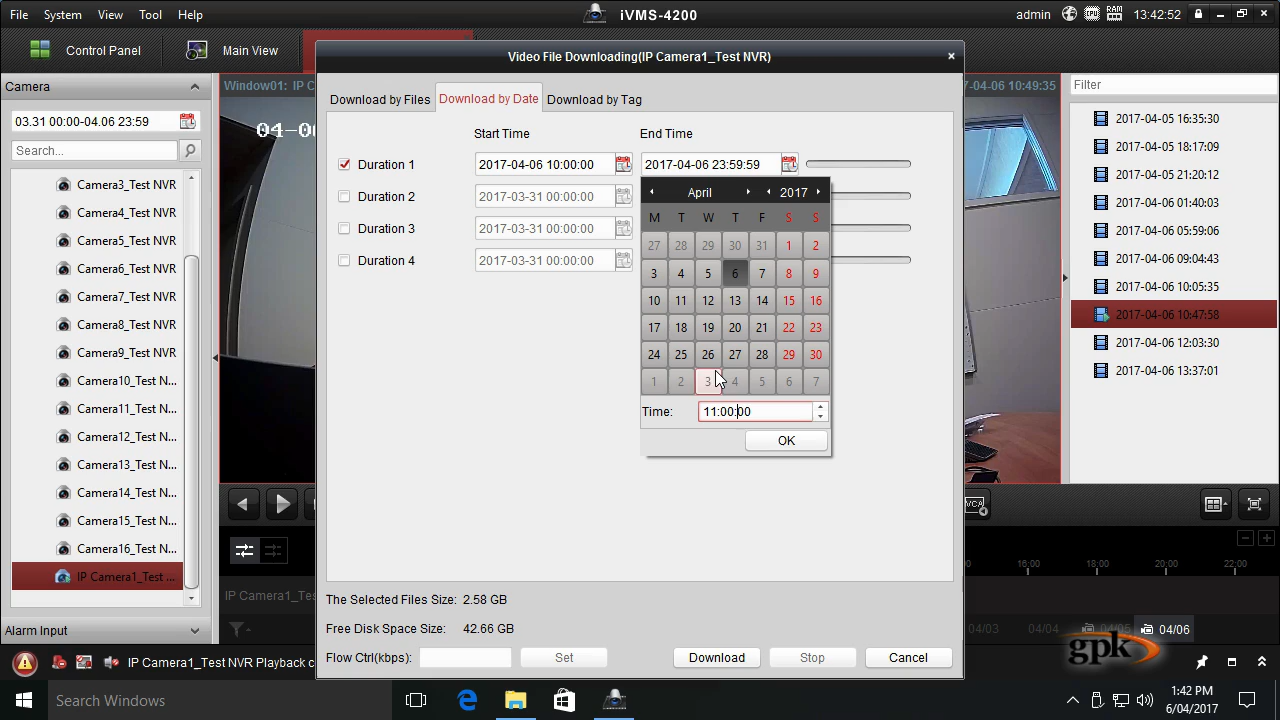 File System View Tool Help
iVMS-4200
admin 13:42:52
Control Panel
Main View
Camera
03.31 00:00-04.06 23:59
Search...
Camera3_Test NVR
Camera4_Test NVR
Camera5_Test NVR
Camera6_Test NVR
Camera7_Test NVR
Camera8_Test NVR
Camera9_Test NVR
Camera10_Test N...
Camera11_Test N...
Camera12_Test N...
Camera13_Test N...
Camera14_Test N...
Camera15_Test N...
Camera16_Test N...
IP Camera1_Test ...
Alarm Input
Window01: IP C
04-0
7-04-06 10:49:35
Video File Downloading(IP Camera1_Test NVR)
Download by Files Download by Date Download by Tag
Start Time End Time
Duration 1 2017-04-06 10:00:00 2017-04-06 23:59:59
Duration 2 2017-03-31 00:00:00
Duration 3 2017-03-31 00:00:00
Duration 4 2017-03-31 00:00:00
April 2017
M T W T F S S
27 28 29 30 31 1 2
3 4 5 6 7 8 9
10 11 12 13 14 15 16
17 18 19 20 21 22 23
24 25 26 27 28 29 30
1 2 3 4 5 6 7
Time: 11:00:00
OK
The Selected Files Size: 2.58 GB
Free Disk Space Size: 42.66 GB
Flow Ctrl(kbps): Set Download Stop Cancel
Filter
2017-04-05 16:35:30
2017-04-05 18:17:09
2017-04-05 21:20:12
2017-04-06 01:40:03
2017-04-06 05:59:06
2017-04-06 09:04:43
2017-04-06 10:05:35
2017-04-06 10:47:58
2017-04-06 12:03:30
2017-04-06 13:37:01
VCA
00 16:00 18:00 20:00 22:00
IP Camera1_Tes
04/03 04/04 04/05 04/06
gpk
IP Camera1_Test NVR Playback c
Search Windows
1:42 PM
6/04/2017